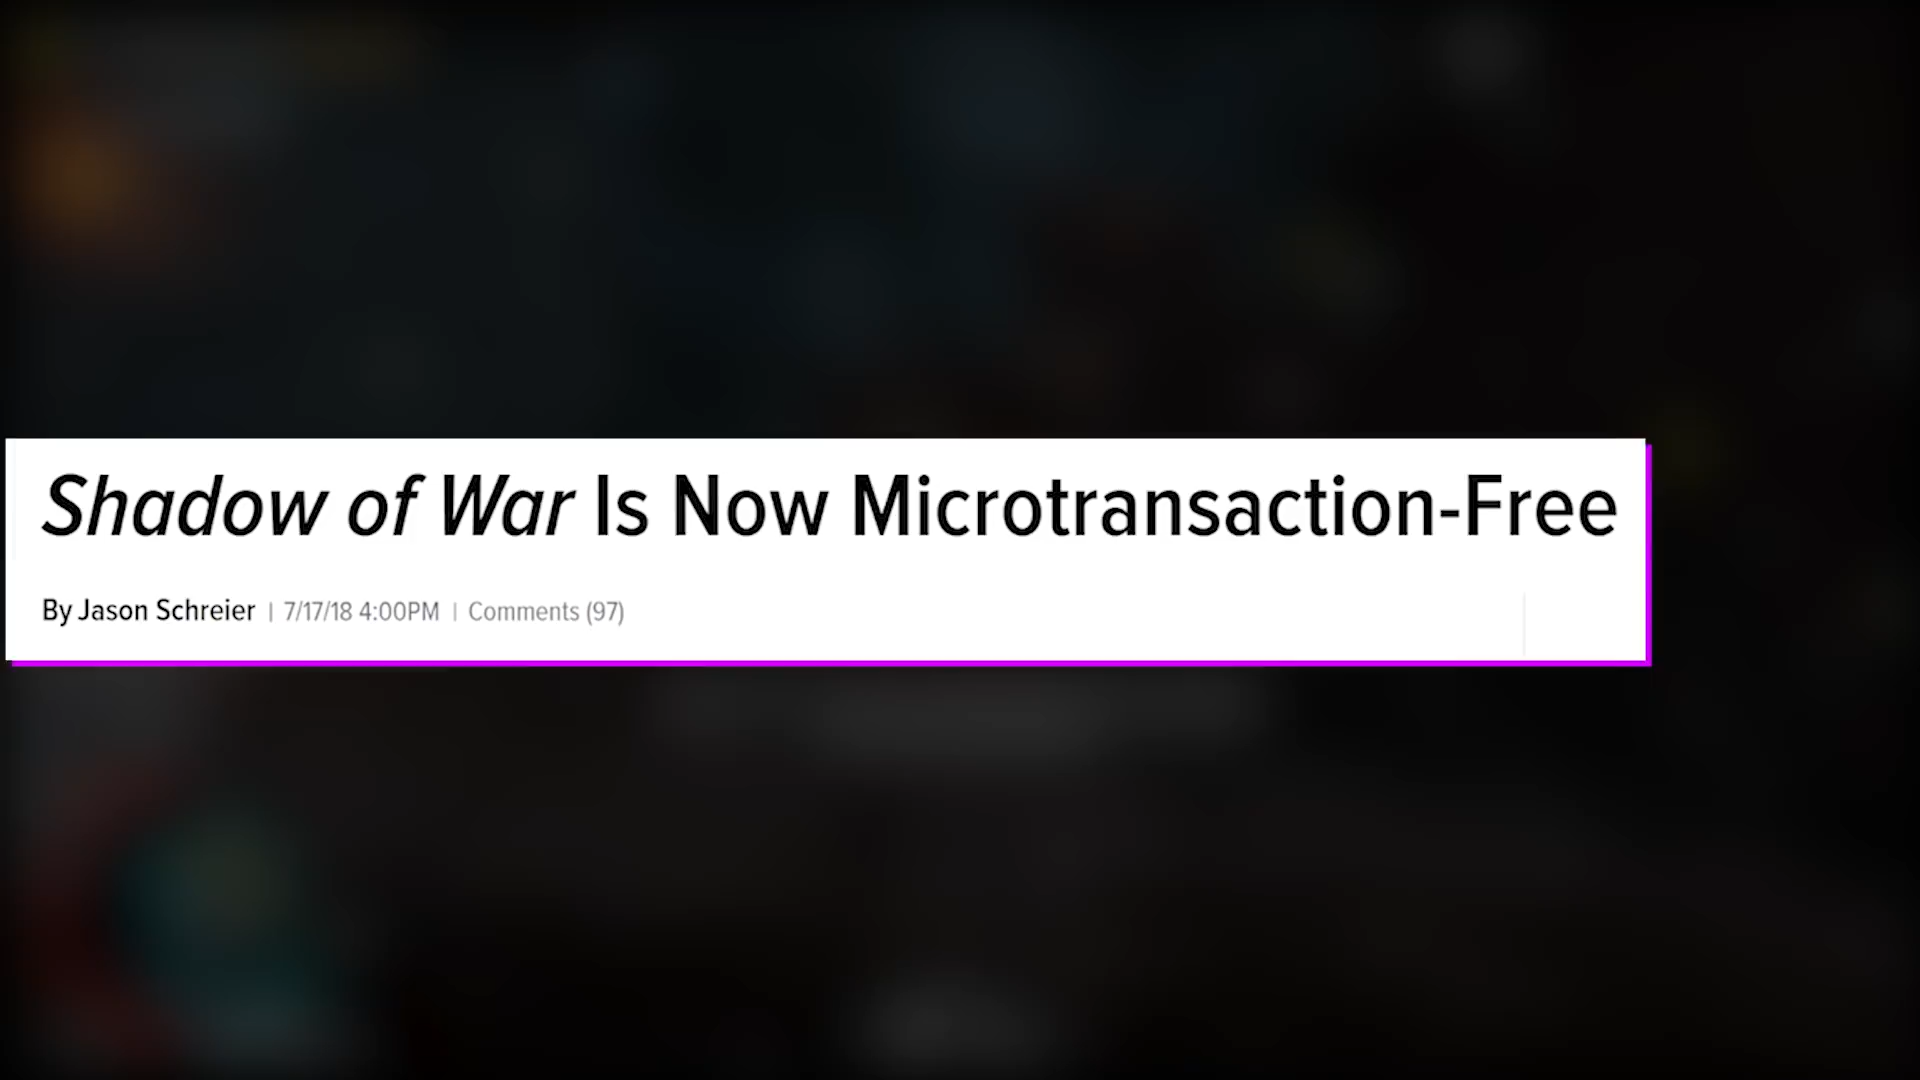 Shadow of War Is Now Microtransaction-Free
By Jason Schreier | 7/17/18 4:00PM | Comments (97)